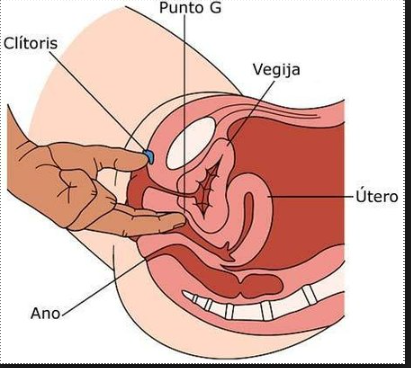 Punto G
Clítoris
Vegija
Útero
Ano